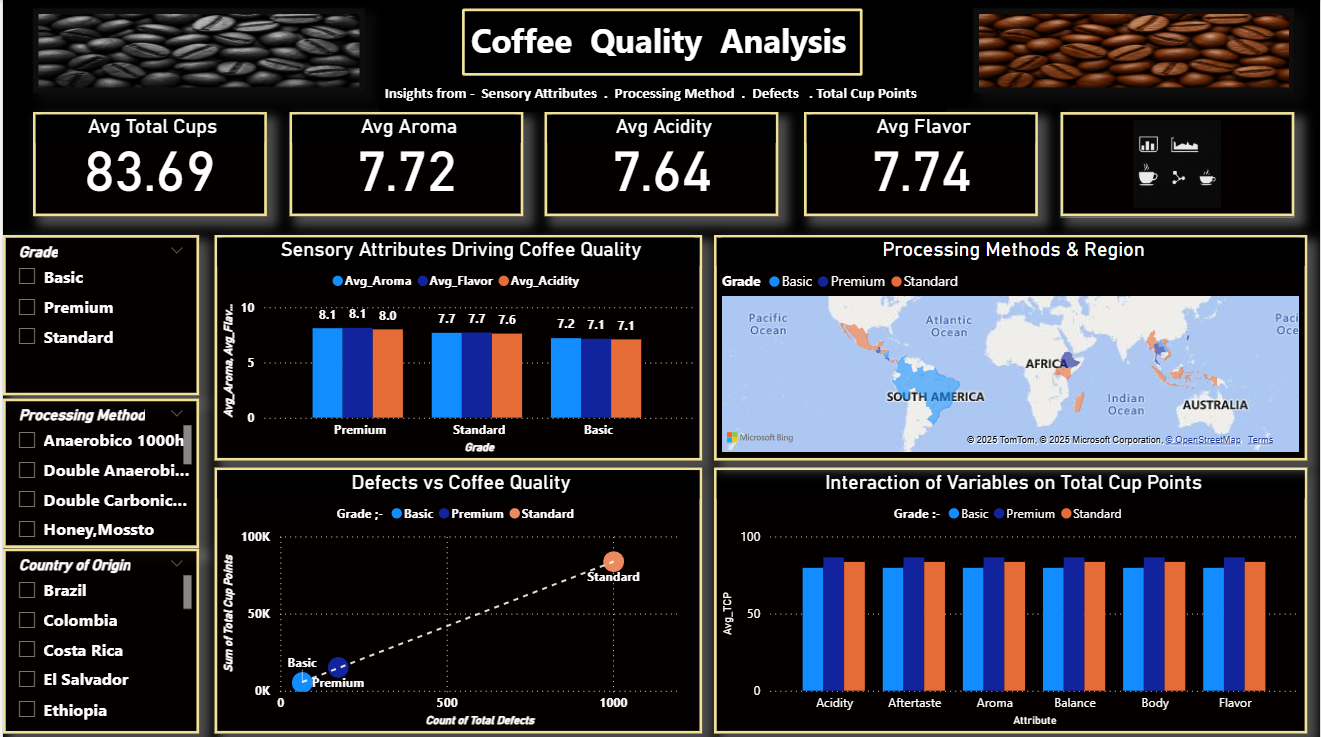 Coffee Quality Analysis
Insights from - Sensory Attributes . Processing Method . Defects . Total Cup Points
Avg Total Cups
83.69
Avg Aroma
7.72
Avg Acidity
7.64
Avg Flavor
7.74
Grade
Basic
Premium
Standard
Processing Method
Anaerobico 1000h
Double Anaerobi...
Double Carbonic...
Honey,Mossto
Country of Origin
Brazil
Colombia
Costa Rica
El Salvador
Ethiopia
Sensory Attributes Driving Coffee Quality
Avg_Aroma Avg_Flavor Avg_Acidity
Avg_Aroma, Avg_Flav..
10
5
0
8.1 8.1 8.0
7.7 7.7 7.6
7.2 7.1 7.1
Premium Standard Basic
Grade
Processing Methods & Region
Grade Basic Premium Standard
Pacific
Ocean
Atlantic
Ocean
Paci
Oce
AFRICA
SOUTH AMERICA
Indian
Ocean
AUSTRALIA
Microsoft Bing
© 2025 TomTom, © 2025 Microsoft Corporation, © OpenStreetMap Terms
Defects vs Coffee Quality
Grade ;- Basic Premium Standard
Sum of Total Cup Points
100K
50K
0K
Standard
Basic
Premium
0 500 1000
Count of Total Defects
Interaction of Variables on Total Cup Points
Grade :- Basic Premium Standard
Avg_TCP
100
50
0
Acidity Aftertaste Aroma Balance Body Flavor
Attribute